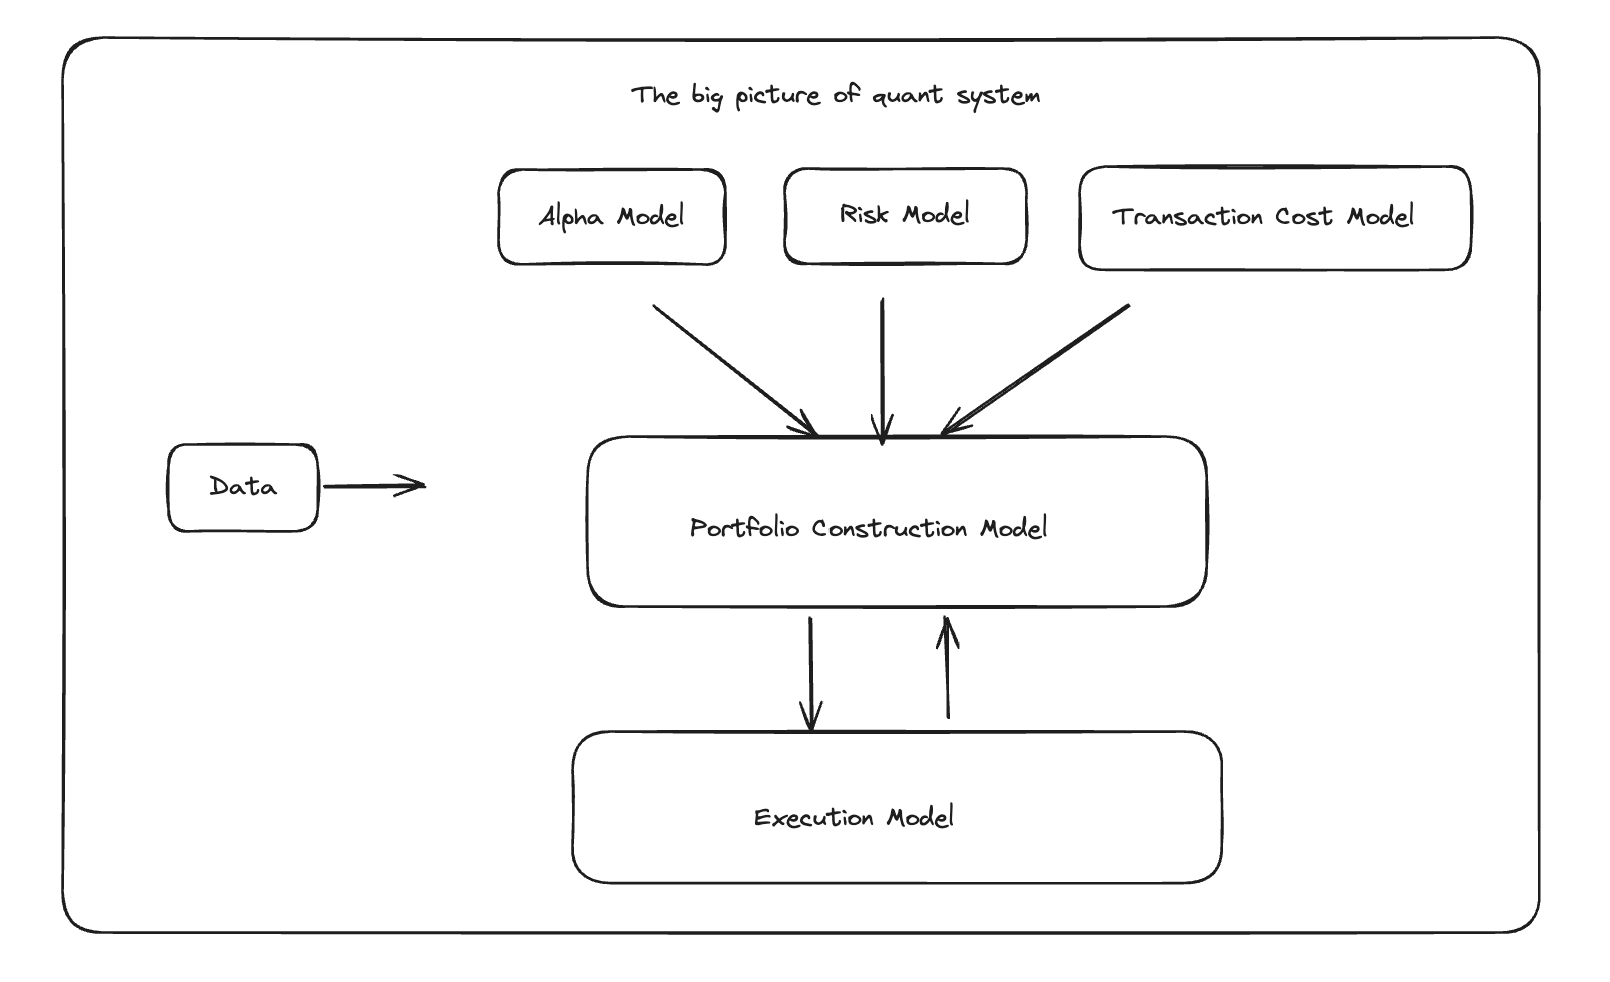 The big picture of quant system
Alpha Model
Risk Model
Transaction Cost Model
Data
Portfolio Construction Model
Execution Model